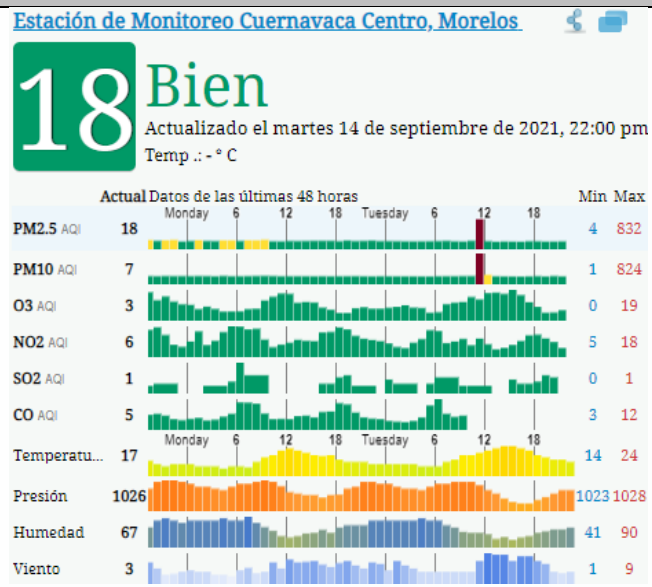 Estación de Monitoreo Cuernavaca Centro, Morelos
18
Bien
Actualizado el martes 14 de septiembre de 2021, 22:00 pm
Temp .: - ° C
Actual Datos de las últimas 48 horas Min Max
Monday 6 12 18 Tuesday 6 12 18
PM2.5 AQI 18 4 832
PM10 AQI 7 1 824
O3 AQI 3 0 19
NO2 AQI 6 5 18
SO2 AQI 1 0 1
CO AQI 5 3 12
Monday 6 12 18 Tuesday 6 12 18
Temperatu... 17 14 24
Presión 1026 1023 1028
Humedad 67 41 90
Viento 3 1 9